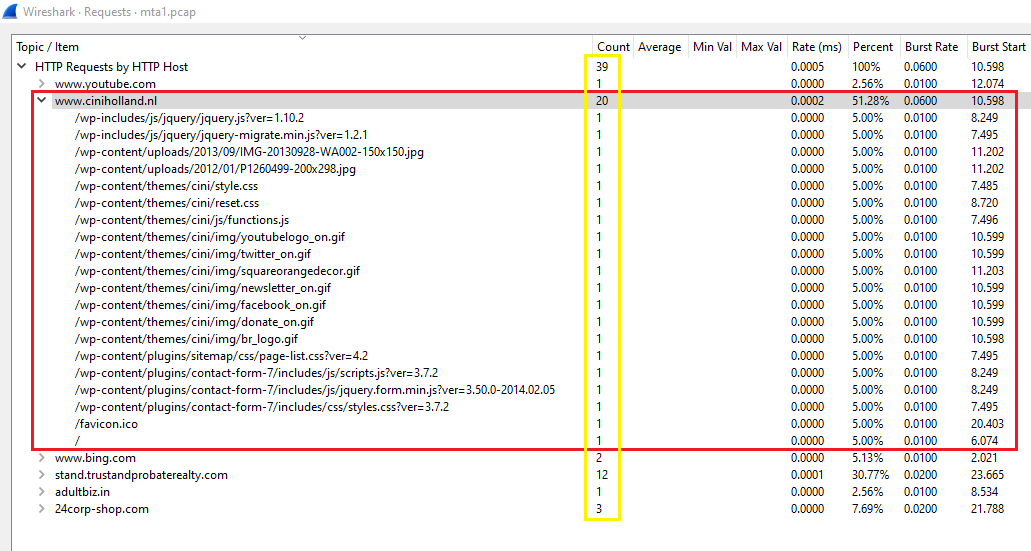 Wireshark · Requests · mta1.pcap
Topic / Item Count Average Min Val Max Val Rate (ms) Percent Burst Rate Burst Start
HTTP Requests by HTTP Host 39 0.0005 100% 0.0600 10.598
www.youtube.com 1 0.0000 2.56% 0.0100 12.074
www.ciniholland.nl 20 0.0002 51.28% 0.0600 10.598
/wp-includes/js/jquery/jquery.js?ver=1.10.2 1 0.0000 5.00% 0.0100 8.249
/wp-includes/js/jquery/jquery-migrate.min.js?ver=1.2.1 1 0.0000 5.00% 0.0100 7.495
/wp-content/uploads/2013/09/IMG-20130928-WA002-150x150.jpg 1 0.0000 5.00% 0.0100 11.202
/wp-content/uploads/2012/01/P1260499-200x298.jpg 1 0.0000 5.00% 0.0100 11.202
/wp-content/themes/cini/style.css 1 0.0000 5.00% 0.0100 7.485
/wp-content/themes/cini/reset.css 1 0.0000 5.00% 0.0100 8.720
/wp-content/themes/cini/js/functions.js 1 0.0000 5.00% 0.0100 7.496
/wp-content/themes/cini/img/youtubelogo_on.gif 1 0.0000 5.00% 0.0100 10.599
/wp-content/themes/cini/img/twitter_on.gif 1 0.0000 5.00% 0.0100 10.599
/wp-content/themes/cini/img/squareorangedecor.gif 1 0.0000 5.00% 0.0100 11.203
/wp-content/themes/cini/img/newsletter_on.gif 1 0.0000 5.00% 0.0100 10.599
/wp-content/themes/cini/img/facebook_on.gif 1 0.0000 5.00% 0.0100 10.599
/wp-content/themes/cini/img/donate_on.gif 1 0.0000 5.00% 0.0100 10.599
/wp-content/themes/cini/img/br_logo.gif 1 0.0000 5.00% 0.0100 10.598
/wp-content/plugins/sitemap/css/page-list.css?ver=4.2 1 0.0000 5.00% 0.0100 7.495
/wp-content/plugins/contact-form-7/includes/js/scripts.js?ver=3.7.2 1 0.0000 5.00% 0.0100 8.249
/wp-content/plugins/contact-form-7/includes/js/jquery.form.min.js?ver=3.50.0-2014.02.05 1 0.0000 5.00% 0.0100 8.249
/wp-content/plugins/contact-form-7/includes/css/styles.css?ver=3.7.2 1 0.0000 5.00% 0.0100 7.495
/favicon.ico 1 0.0000 5.00% 0.0100 20.403
/ 1 0.0000 5.00% 0.0100 6.074
www.bing.com 2 0.0000 5.13% 0.0100 2.021
stand.trustandprobaterealty.com 12 0.0001 30.77% 0.0200 23.665
adultbiz.in 1 0.0000 2.56% 0.0100 8.534
24corp-shop.com 3 0.0000 7.69% 0.0200 21.788